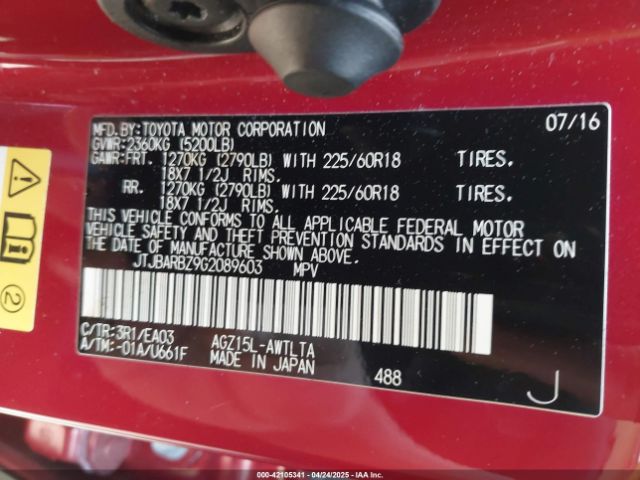 MFD.BY:TOYOTA MOTOR CORPORATION 07/16
GVWR:2360KG (5200LB)
GAWR:FRT. 1270KG (2790LB) WITH 225/60R18 TIRES.
18X7 1/2J RIMS.
RR. 1270KG (2790LB) WITH 225/60R18 TIRES.
18X7 1/2J RIMS.
THIS VEHICLE CONFORMS TO ALL APPLICABLE FEDERAL MOTOR
VEHICLE SAFETY AND THEFT PREVENTION STANDARDS IN EFFECT ON
THE DATE OF MANUFACTURE SHOWN ABOVE.
JTJBARBZ9G2089603 MPV
C/TR:3R1/EA03 AGZ15L-AWTLTA
A/TM:-01A/U661F MADE IN JAPAN
488 J
2
000-42105341 - 04/24/2025 - IAAI.COM